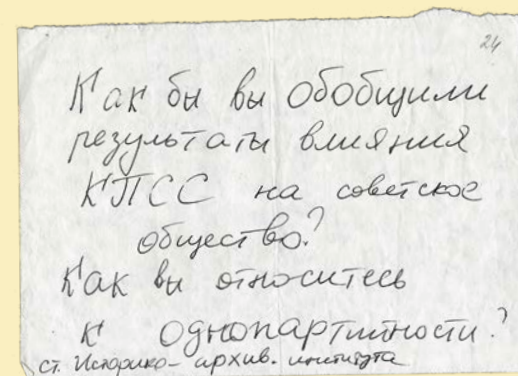 24
Как бы вы обобщили
результаты влияния
КПСС на советское
общество?
Как вы относитесь
к однопартийности?
ст. Историко-архив. института